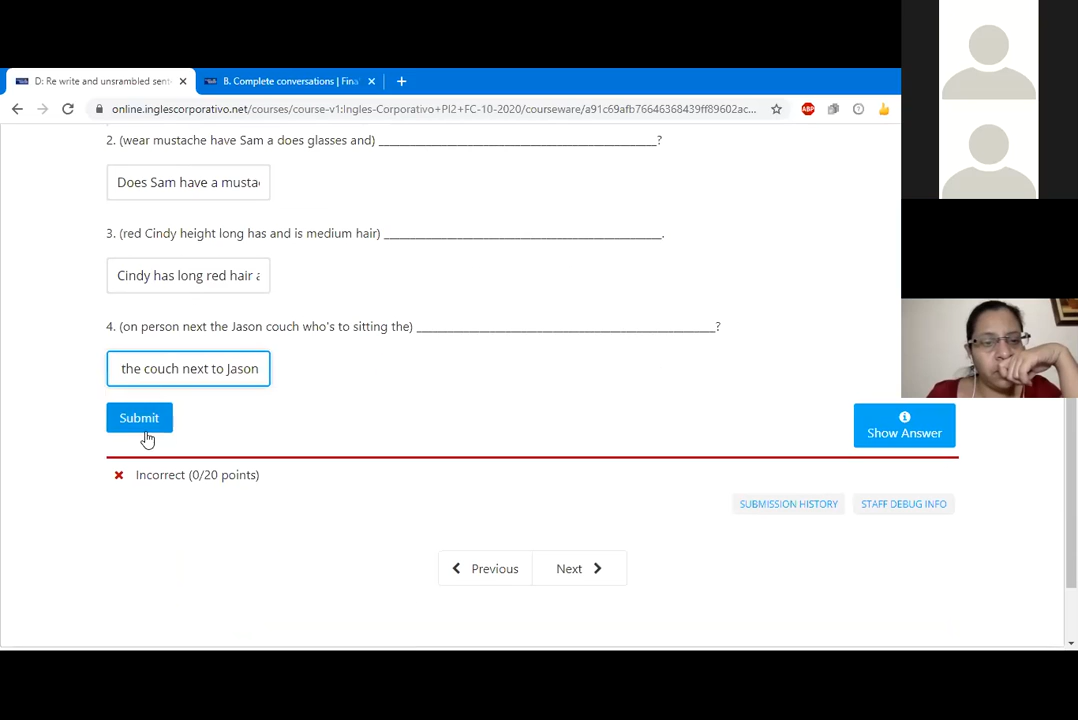 D: Re write and unsrambled sent
B. Complete conversations | Fina
online.inglescorporativo.net/courses/course-v1:Ingles-Corporativo+PI2+FC-10-2020/courseware/a91c69afb76646368439ff89602ac...
ABP
2. (wear mustache have Sam a does glasses and) ________________________________________?
Does Sam have a musta
3. (red Cindy height long has and is medium hair) ________________________________________.
Cindy has long red hair a
4. (on person next the Jason couch who's to sitting the) ___________________________________________?
the couch next to Jason
Submit
Show Answer
Incorrect (0/20 points)
SUBMISSION HISTORY
STAFF DEBUG INFO
Previous
Next